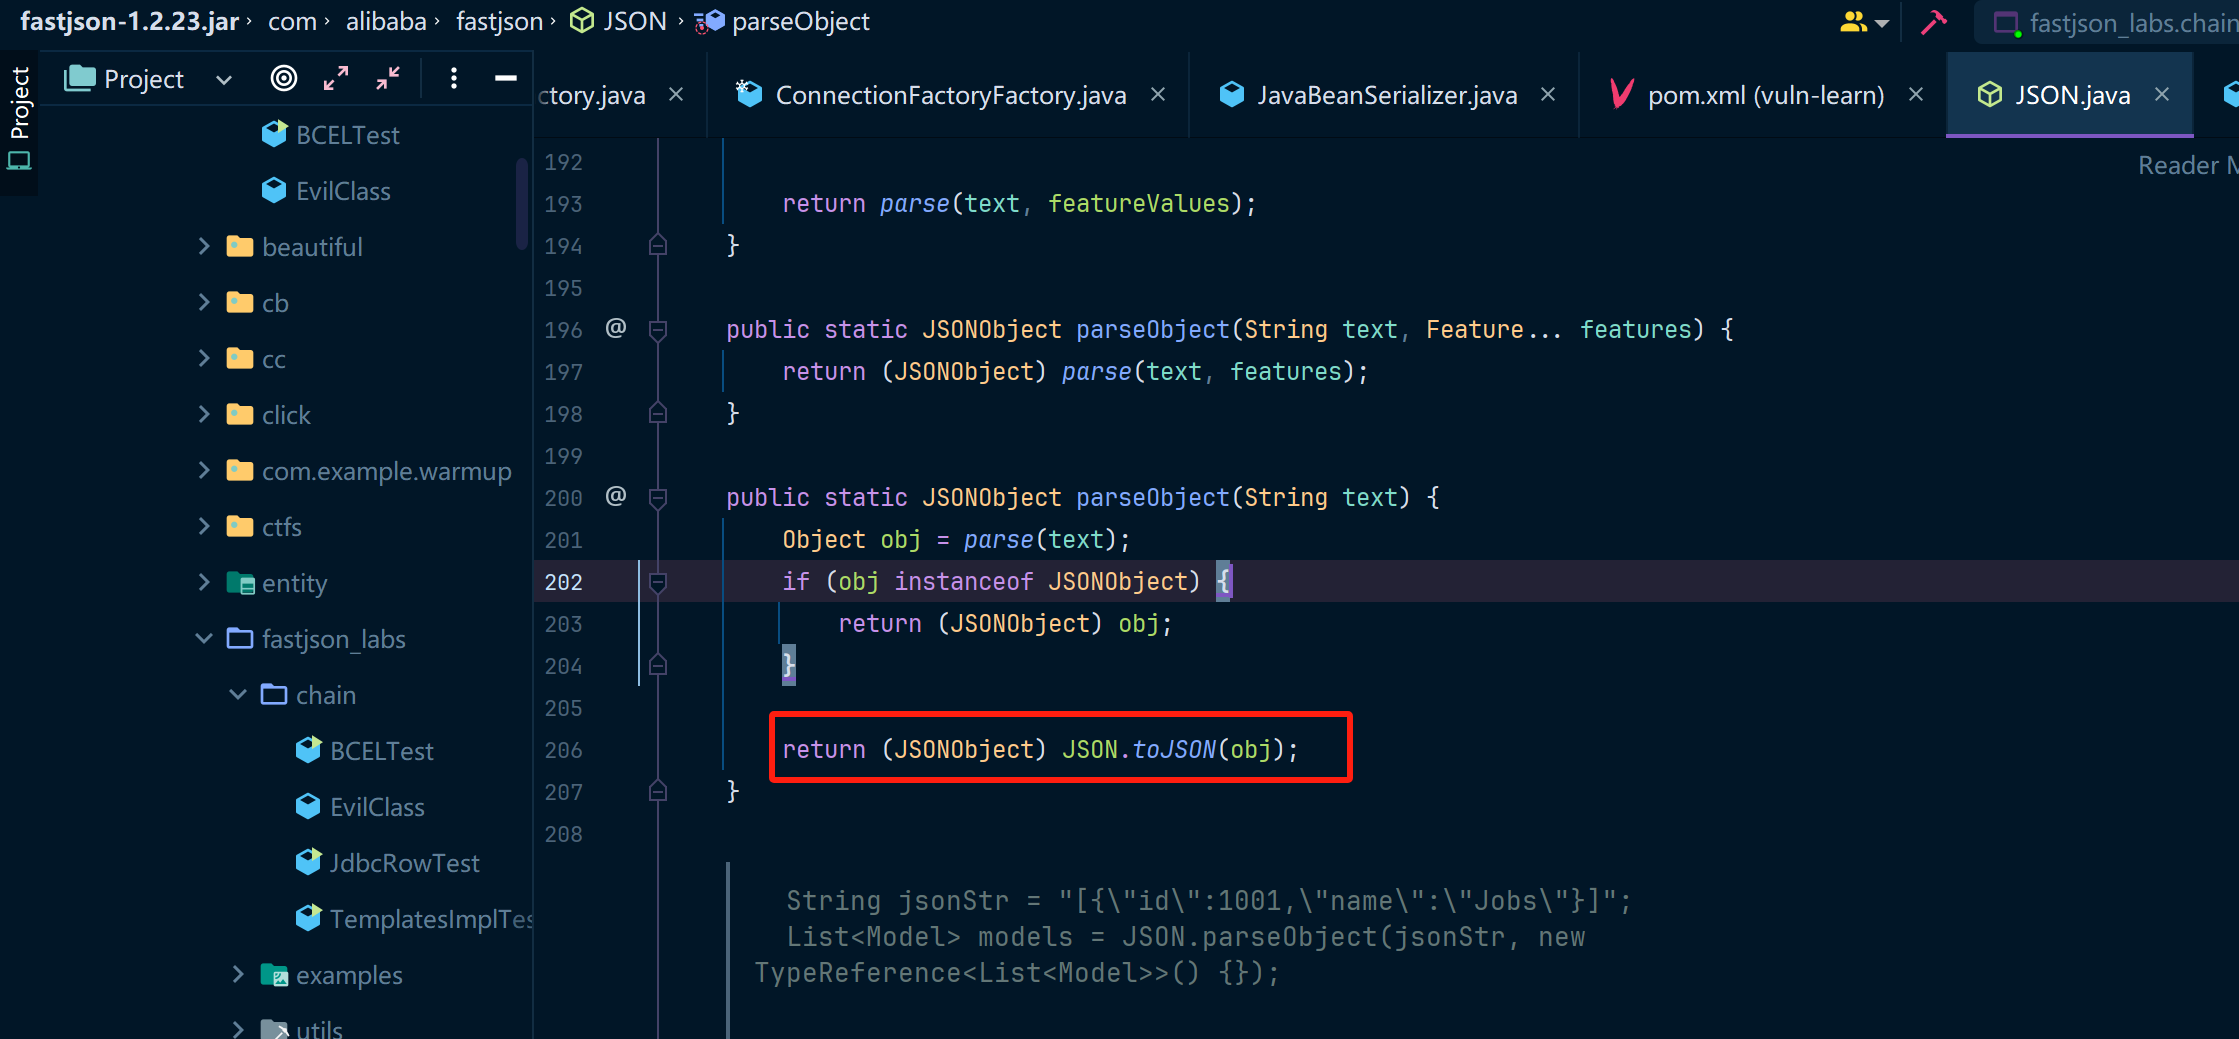 fastjson-1.2.23.jar › com › alibaba › fastjson › JSON › parseObject
fastjson_labs.chain
Project
Project
BCELTest
EvilClass
beautiful
cb
cc
click
com.example.warmup
ctfs
entity
fastjson_labs
chain
BCELTest
EvilClass
JdbcRowTest
TemplatesImplTes
examples
utils
ctory.java
ConnectionFactoryFactory.java
JavaBeanSerializer.java
pom.xml (vuln-learn)
JSON.java
Reader M
192
193 return parse(text, featureValues);
194 }
195
196 @ public static JSONObject parseObject(String text, Feature... features) {
197 return (JSONObject) parse(text, features);
198 }
199
200 @ public static JSONObject parseObject(String text) {
201 Object obj = parse(text);
202 if (obj instanceof JSONObject) {
203 return (JSONObject) obj;
204 }
205
206 return (JSONObject) JSON.toJSON(obj);
207 }
208
String jsonStr = "[{\"id\":1001,\"name\":\"Jobs\"}]";
List<Model> models = JSON.parseObject(jsonStr, new
TypeReference<List<Model>>() {});